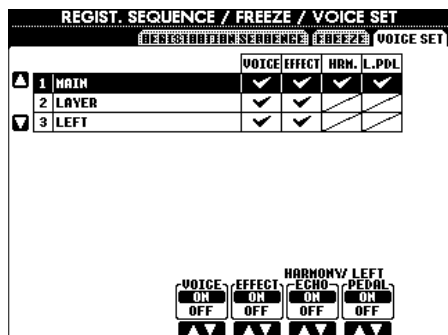 REGIST. SEQUENCE / FREEZE / VOICE SET
REGISTRATION SEQUENCE FREEZE VOICE SET
VOICE EFFECT HRM. L.PDL
1 MAIN
2 LAYER
3 LEFT
HARMONY/ LEFT
VOICE EFFECT ECHO PEDAL
ON ON ON ON
OFF OFF OFF OFF